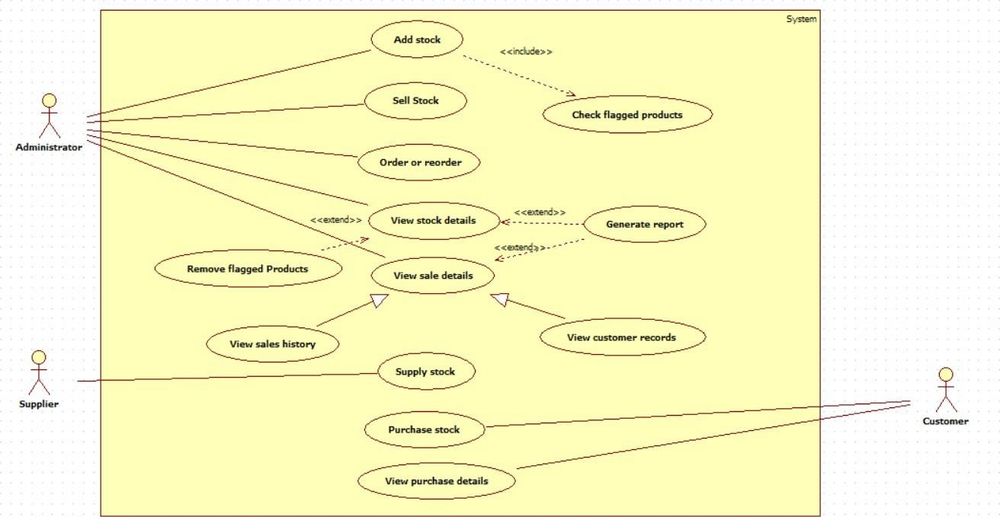 System
Add stock
<<include>>
Sell Stock
Check flagged products
Administrator
Order or reorder
<<extend>>
<<extend>>
View stock details
Generate report
<<extend>>
Remove flagged Products
View sale details
View customer records
View sales history
Supply stock
Supplier
Customer
Purchase stock
View purchase details